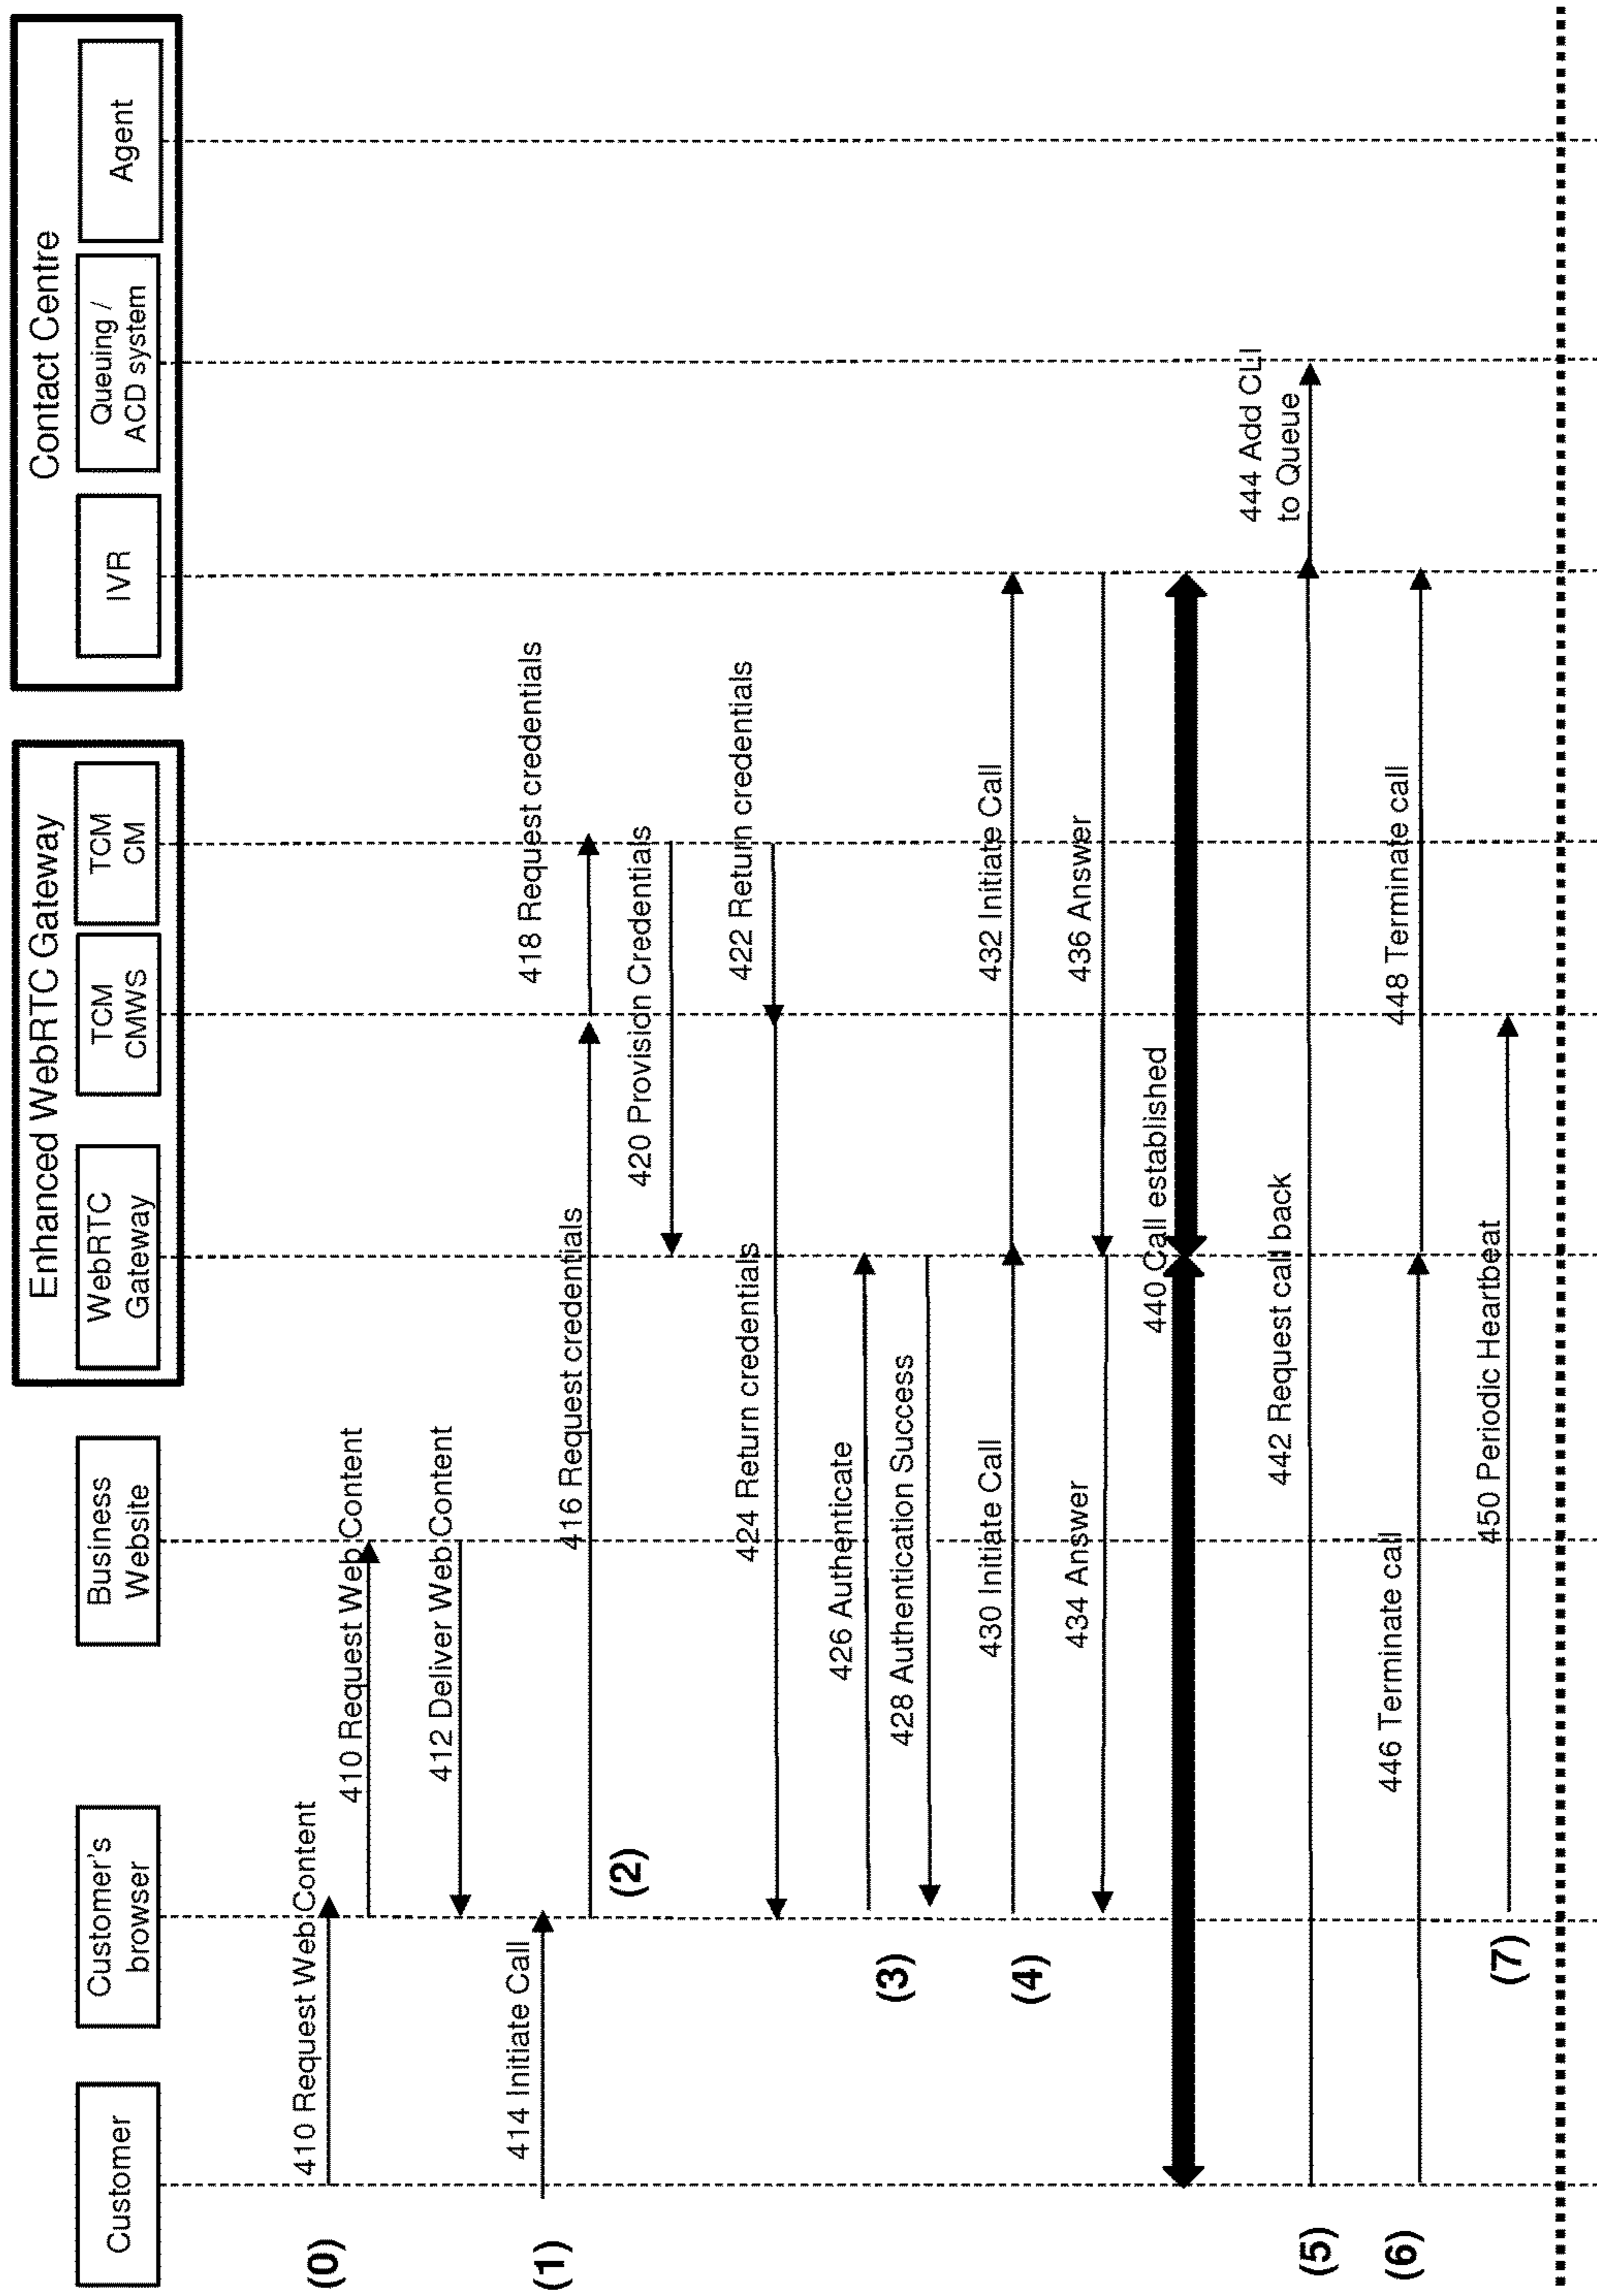 Enhanced WebRTC Gateway
Contact Centre
Customer
Customer's
browser
Business
Website
WebRTC
Gateway
TCM
CMWS
TCM
CM
IVR
Queuing /
ACD system
Agent
(0)
410 Request Web Content
410 Request Web Content
412 Deliver Web Content
(1)
414 Initiate Call
418 Request credentials
416 Request credentials
(2)
420 Provision Credentials
422 Return credentials
424 Return credentials
426 Authenticate
(3)
428 Authentication Success
430 Initiate Call
432 Initiate Call
(4)
434 Answer
436 Answer
440 Call established
444 Add CLI
to Queue
442 Request call back
(5)
446 Terminate call
448 Terminate call
(6)
450 Periodic Heartbeat
(7)